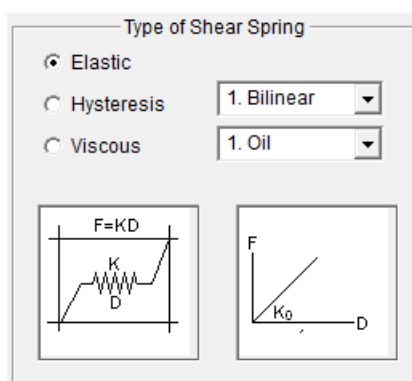 Type of Shear Spring
Elastic
Hysteresis 1. Bilinear
Viscous 1. Oil
F=KD
K
D
F
K0
D